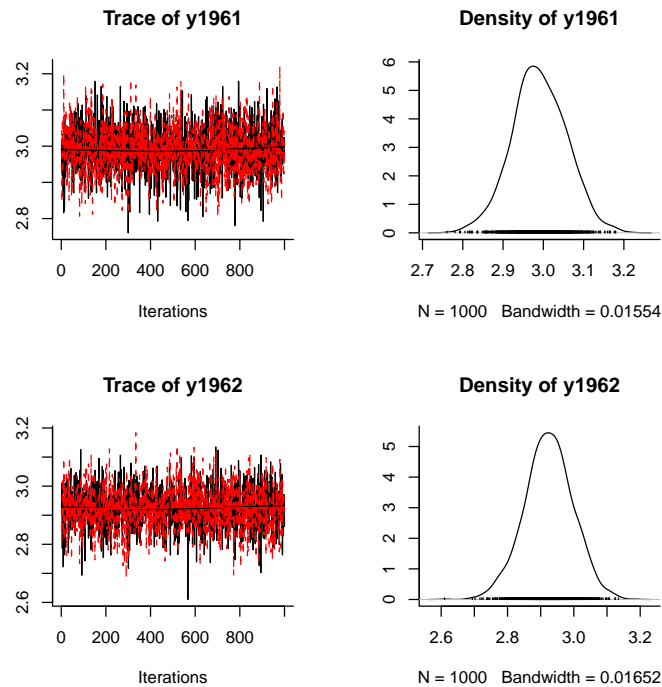 Trace of y1961
3.2
3.0
2.8
0 200 400 600 800
Iterations
Density of y1961
6
5
4
3
2
1
0
2.7 2.8 2.9 3.0 3.1 3.2
N = 1000 Bandwidth = 0.01554
Trace of y1962
3.2
3.0
2.8
2.6
0 200 400 600 800
Iterations
Density of y1962
5
4
3
2
1
0
2.6 2.8 3.0 3.2
N = 1000 Bandwidth = 0.01652